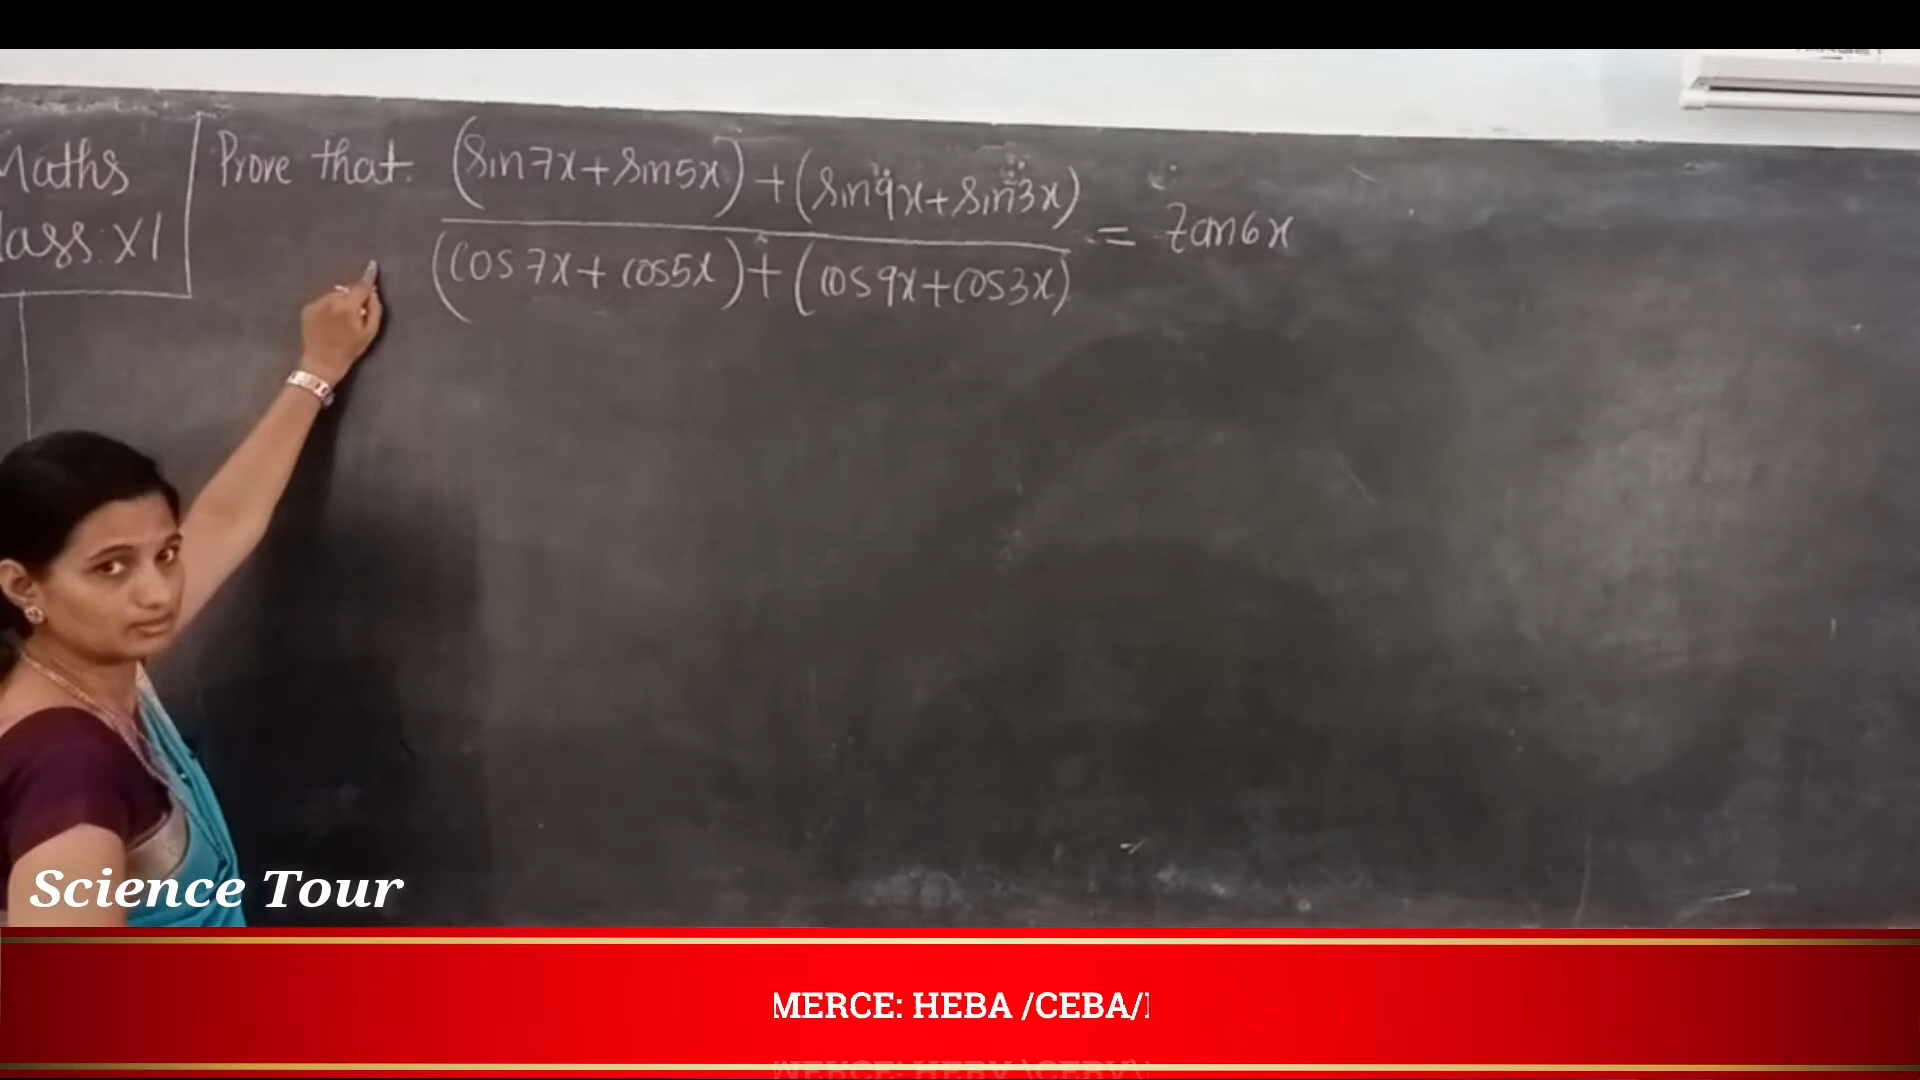 Maths
Class: XI
Prove that (sin7x+sin5x)+(sin9x+sin3x)
(cos7x+cos5x)+(cos9x+cos3x)
= tan6x
Science Tour
MERCE: HEBA /CEBA/